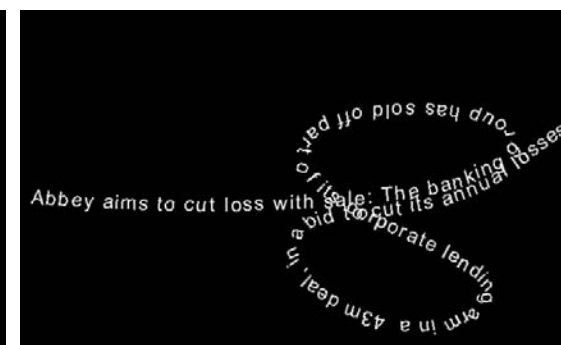 Abbey aims to cut loss with sale: The banking group has sold off part of its corporate lending arm in a 43m deal, in a bid to cut its annual losses